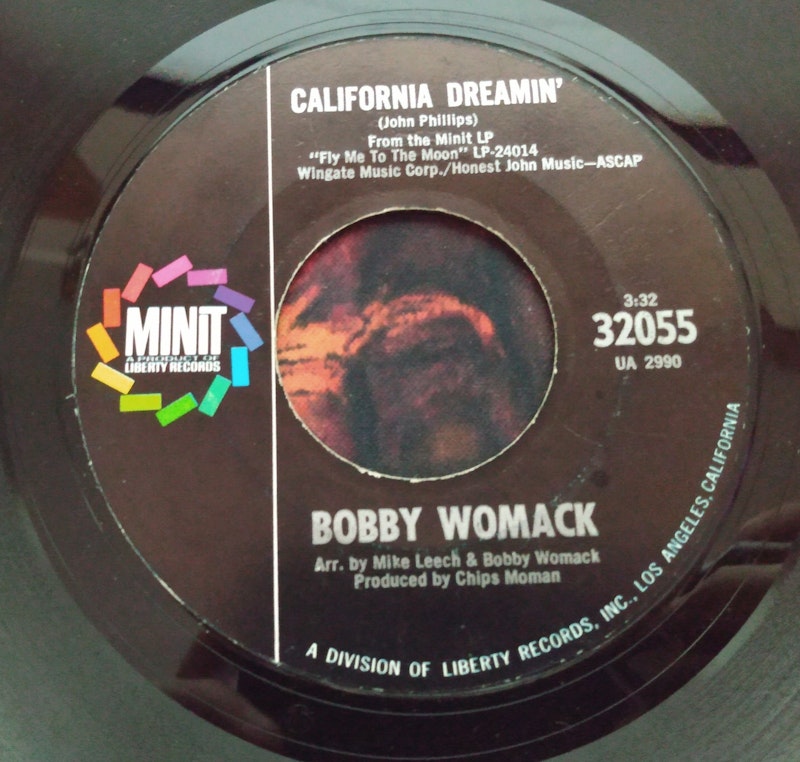 CALIFORNIA DREAMIN'
(John Phillips)
From the Minit LP
"Fly Me To The Moon" LP-24014
Wingate Music Corp./Honest John Music—ASCAP
MINIT
A PRODUCT OF
LIBERTY RECORDS
3:32
32055
UA 2990
BOBBY WOMACK
Arr. by Mike Leech & Bobby Womack
Produced by Chips Moman
A DIVISION OF LIBERTY RECORDS, INC., LOS ANGELES, CALIFORNIA